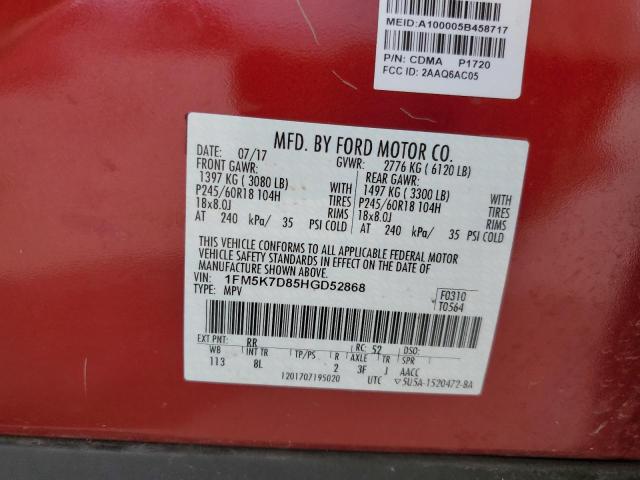 MEID:A100005B458717
P/N: CDMA P1720
FCC ID: 2AAQ6AC05
MFD. BY FORD MOTOR CO.
DATE: 07/17 GVWR: 2776 KG ( 6120 LB)
FRONT GAWR: REAR GAWR:
1397 KG ( 3080 LB) WITH 1497 KG ( 3300 LB) WITH
P245/60R18 104H TIRES P245/60R18 104H TIRES
18x8.0J RIMS 18x8.0J RIMS
AT 240 kPa/ 35 PSI COLD AT 240 kPa/ 35 PSI COLD
THIS VEHICLE CONFORMS TO ALL APPLICABLE FEDERAL MOTOR
VEHICLE SAFETY STANDARDS IN EFFECT ON THE DATE OF
MANUFACTURE SHOWN ABOVE.
VIN: 1FM5K7D85HGD52868 F0310
TYPE: MPV T0564
EXT PNT: RR RC: 52 DSO:
WB INT TR TP/PS R AXLE TR SPR
113 8L 2 3F J AACC
1201707195020 UTC ▽5U5A-1520472-BA